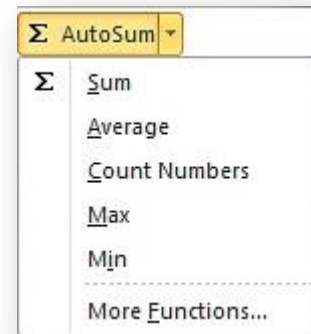 Σ AutoSum
Σ Sum
Average
Count Numbers
Max
Min
More Functions...